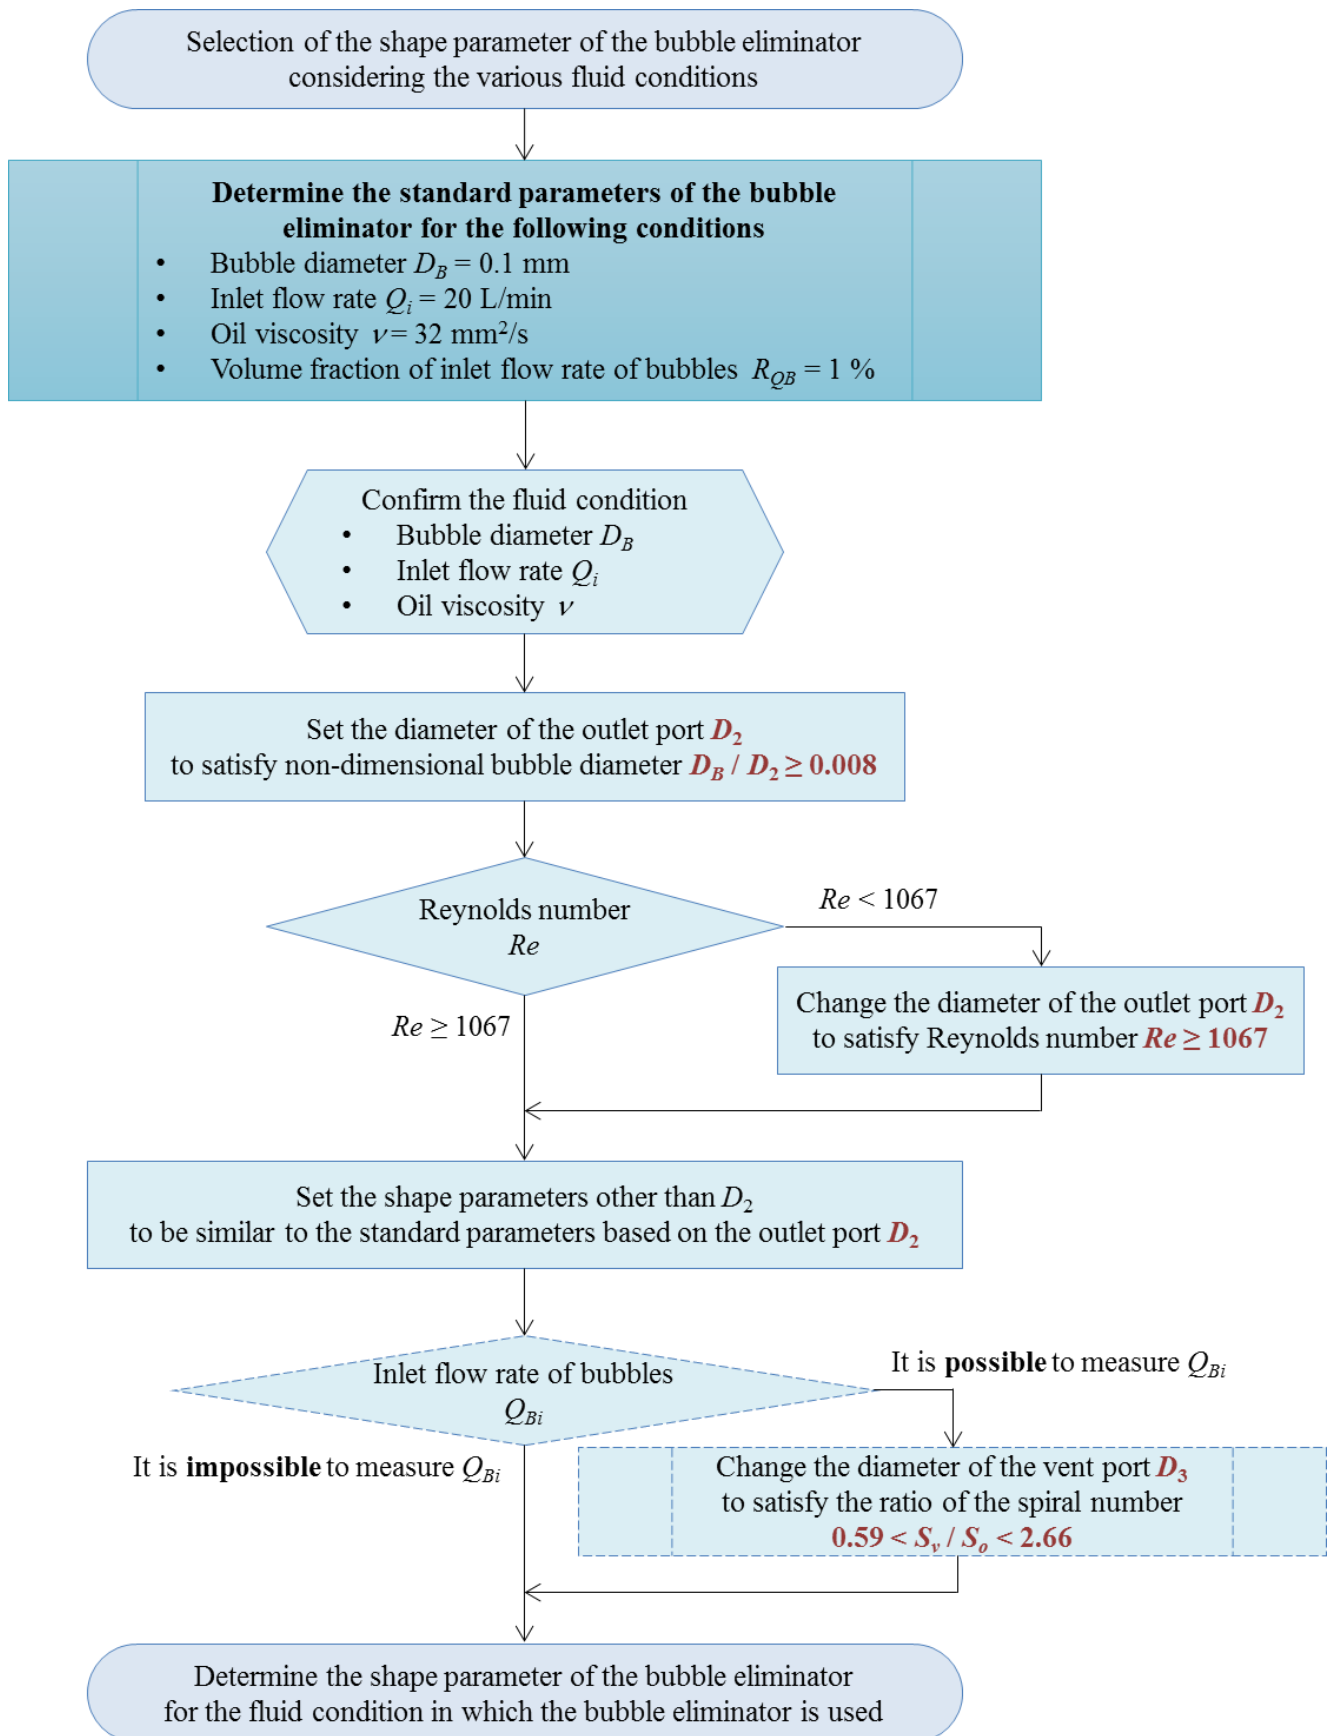 Selection of the shape parameter of the bubble eliminator
considering the various fluid conditions
Determine the standard parameters of the bubble
eliminator for the following conditions
• Bubble diameter D_B = 0.1 mm
• Inlet flow rate Q_i = 20 L/min
• Oil viscosity ν = 32 mm²/s
• Volume fraction of inlet flow rate of bubbles R_QB = 1 %
Confirm the fluid condition
• Bubble diameter D_B
• Inlet flow rate Q_i
• Oil viscosity ν
Set the diameter of the outlet port D₂
to satisfy non-dimensional bubble diameter D_B / D₂ ≥ 0.008
Reynolds number
Re
Re < 1067
Change the diameter of the outlet port D₂
to satisfy Reynolds number Re ≥ 1067
Re ≥ 1067
Set the shape parameters other than D₂
to be similar to the standard parameters based on the outlet port D₂
Inlet flow rate of bubbles
Q_Bi
It is possible to measure Q_Bi
It is impossible to measure Q_Bi
Change the diameter of the vent port D₃
to satisfy the ratio of the spiral number
0.59 < S_v / S_o < 2.66
Determine the shape parameter of the bubble eliminator
for the fluid condition in which the bubble eliminator is used